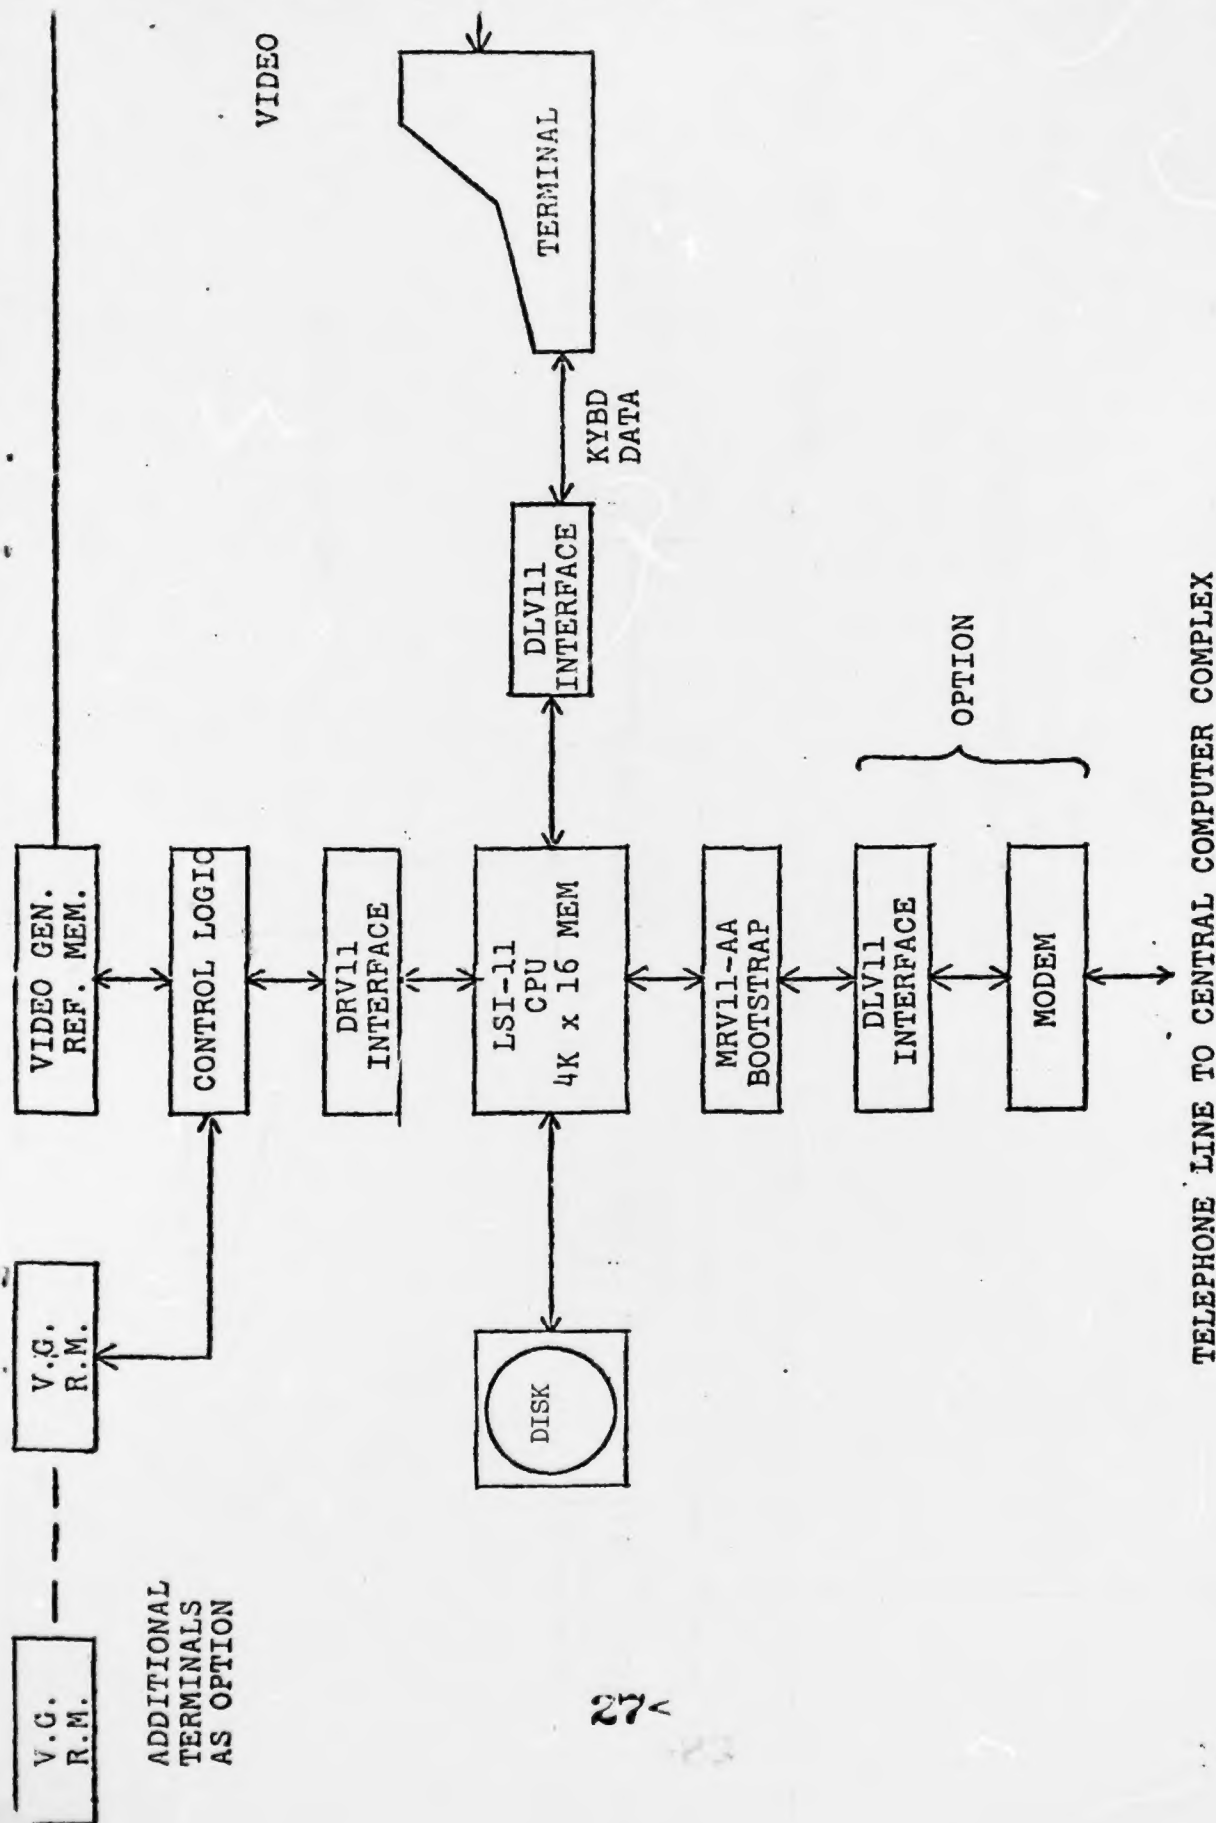 V.G.
R.M.
V.G.
R.M.
VIDEO GEN.
REF. MEM.
ADDITIONAL
TERMINALS
AS OPTION
CONTROL LOGIC
VIDEO
DRV11
INTERFACE
DISK
LSI-11
CPU
4K x 16 MEM
DLV11
INTERFACE
KYBD
DATA
TERMINAL
MRV11-AA
BOOTSTRAP
DLV11
INTERFACE
OPTION
MODEM
TELEPHONE LINE TO CENTRAL COMPUTER COMPLEX
27<